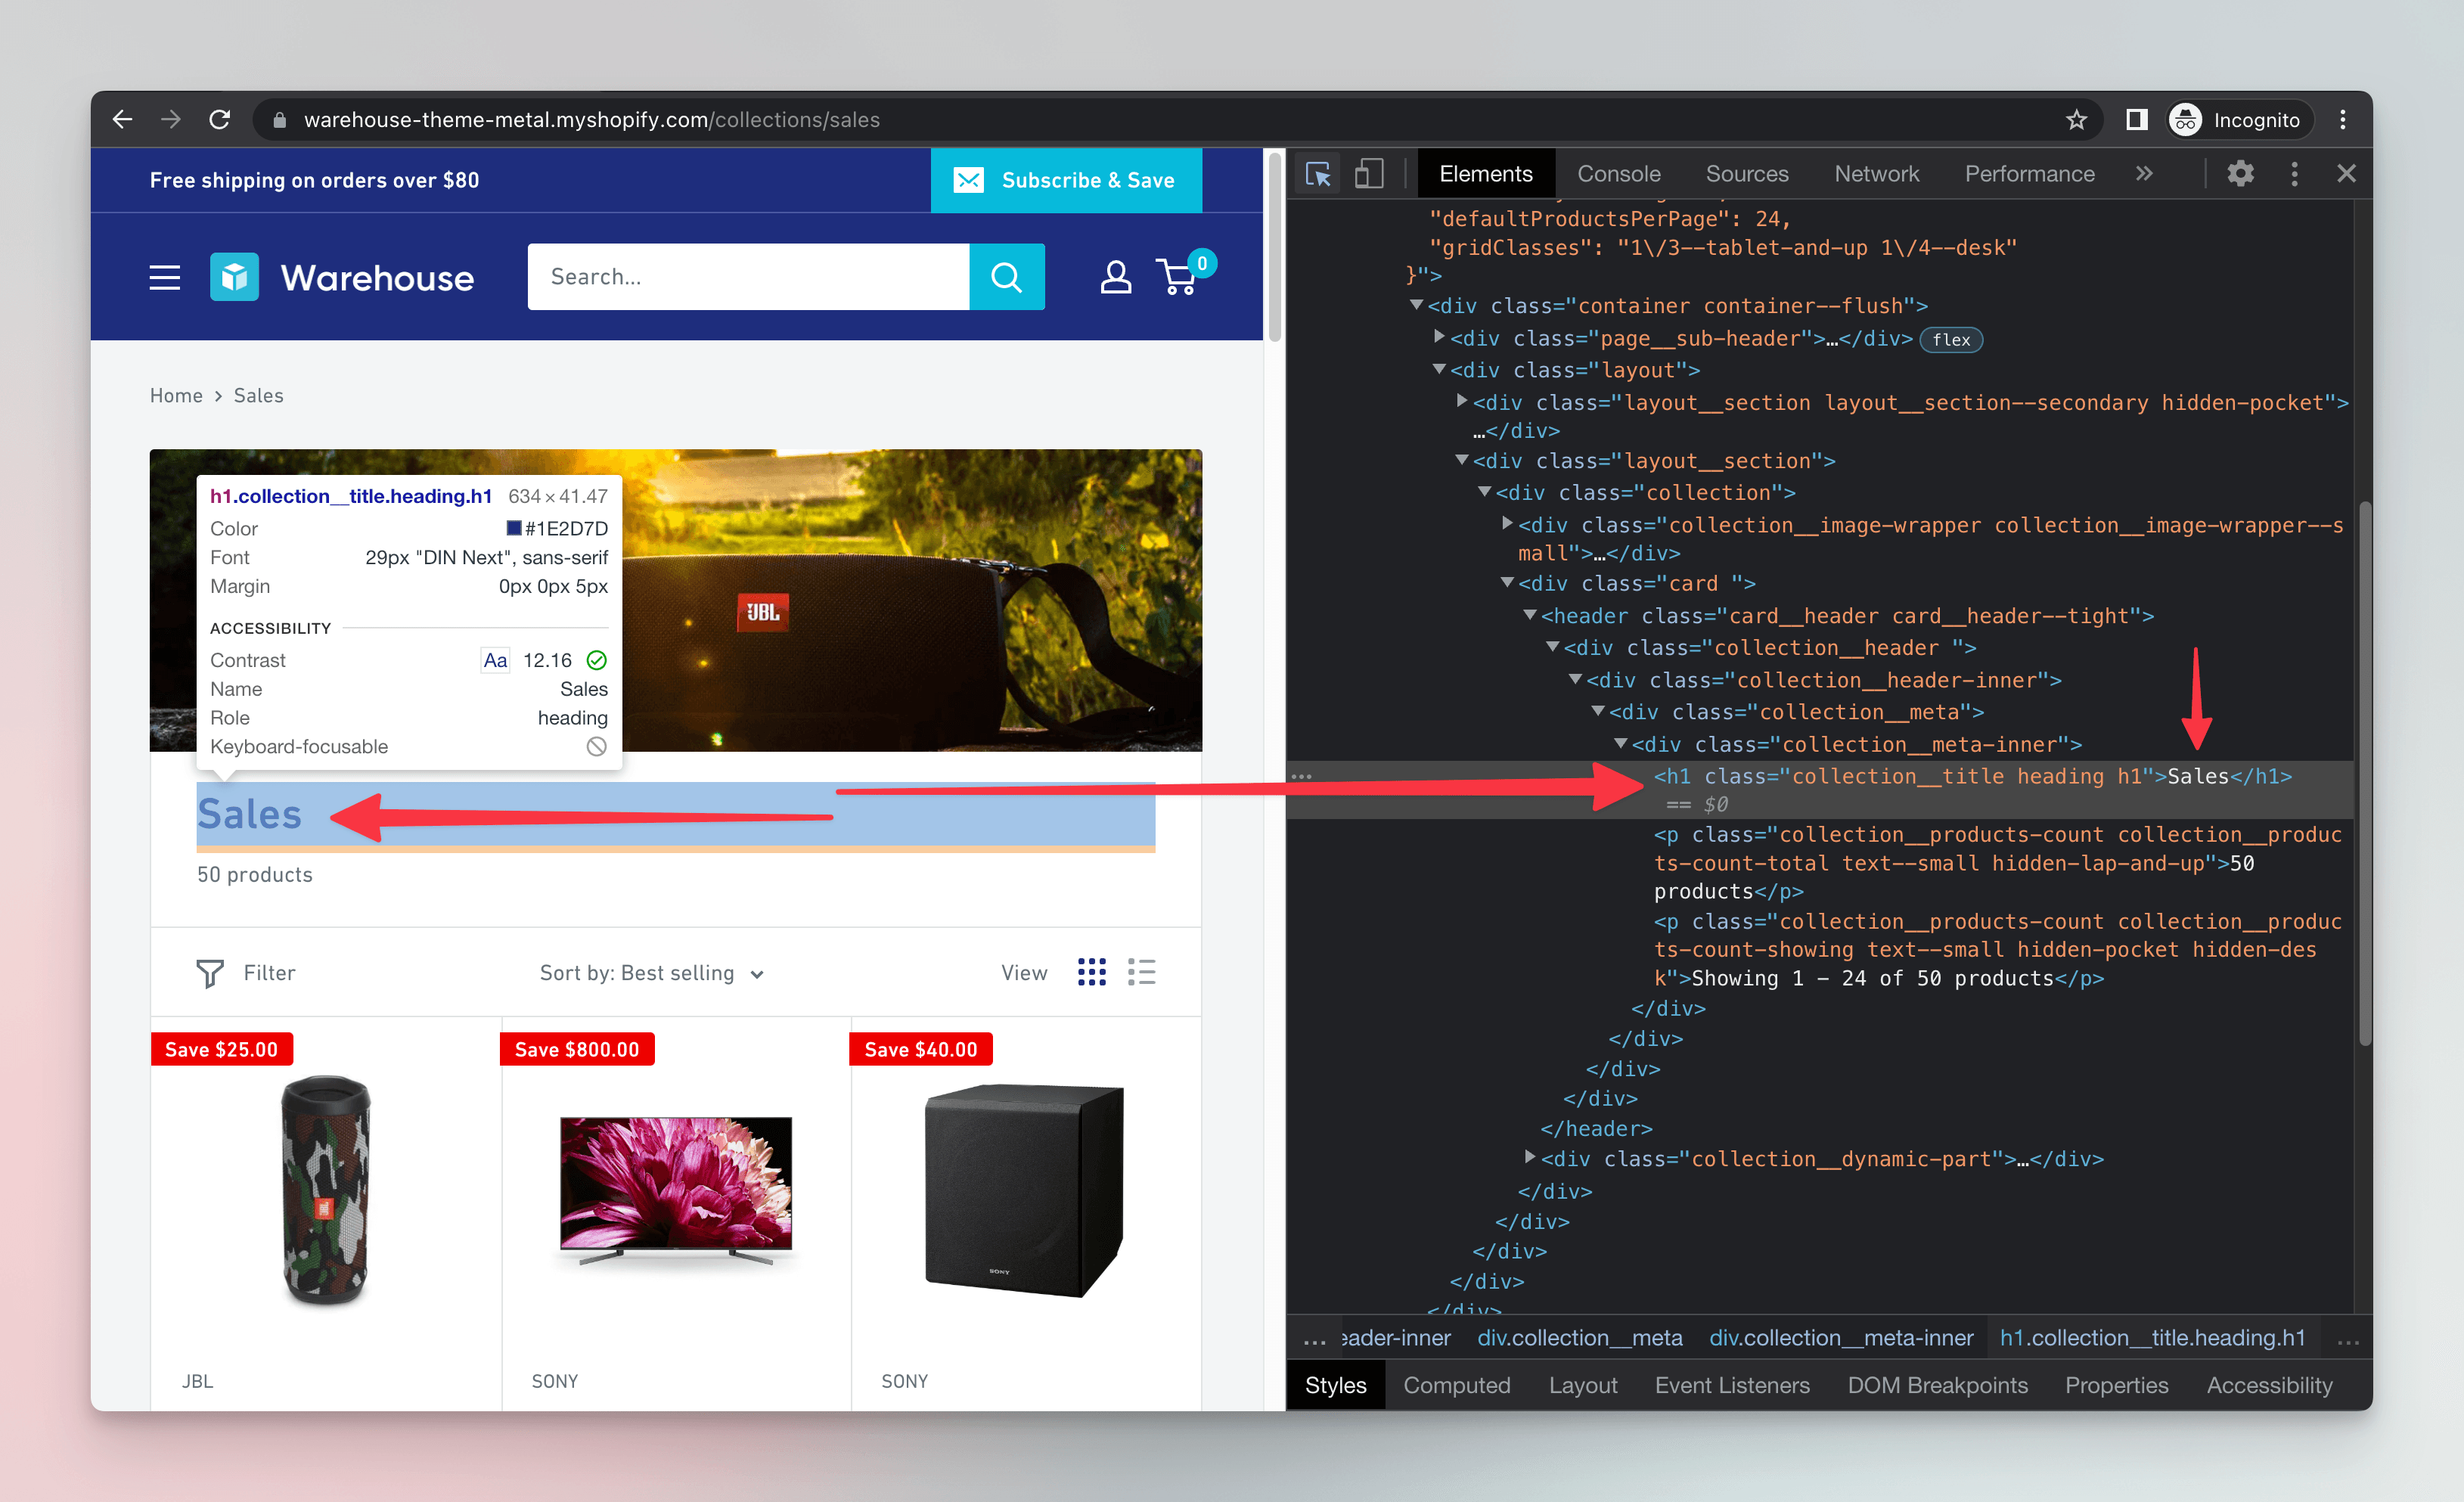 warehouse-theme-metal.myshopify.com/collections/sales
Incognito
Free shipping on orders over $80
Subscribe & Save
Warehouse
Search...
0
Home › Sales
h1.collection__title.heading.h1 634 × 41.47
Color #1E2D7D
Font 29px "DIN Next", sans-serif
Margin 0px 0px 5px
ACCESSIBILITY
Contrast Aa 12.16
Name Sales
Role heading
Keyboard-focusable
JBL
Sales
50 products
Filter
Sort by: Best selling
View
Save $25.00
Save $800.00
Save $40.00
SONY
JBL
SONY
SONY
Elements Console Sources Network Performance »
"defaultProductsPerPage": 24,
"gridClasses": "1\/3--tablet-and-up 1\/4--desk"
}">
<div class="container container--flush">
<div class="page__sub-header">…</div> flex
<div class="layout">
<div class="layout__section layout__section--secondary hidden-pocket">
…</div>
<div class="layout__section">
<div class="collection">
<div class="collection__image-wrapper collection__image-wrapper--s
mall">…</div>
<div class="card ">
<header class="card__header card__header--tight">
<div class="collection__header ">
<div class="collection__header-inner">
<div class="collection__meta">
<div class="collection__meta-inner">
… <h1 class="collection__title heading h1">Sales</h1>
== $0
<p class="collection__products-count collection__produc
ts-count-total text--small hidden-lap-and-up">50
products</p>
<p class="collection__products-count collection__produc
ts-count-showing text--small hidden-pocket hidden-des
k">Showing 1 – 24 of 50 products</p>
</div>
</div>
</div>
</div>
</header>
<div class="collection__dynamic-part">…</div>
</div>
</div>
</div>
</div>
</div>
… eader-inner div.collection__meta div.collection__meta-inner h1.collection__title.heading.h1 …
Styles Computed Layout Event Listeners DOM Breakpoints Properties Accessibility